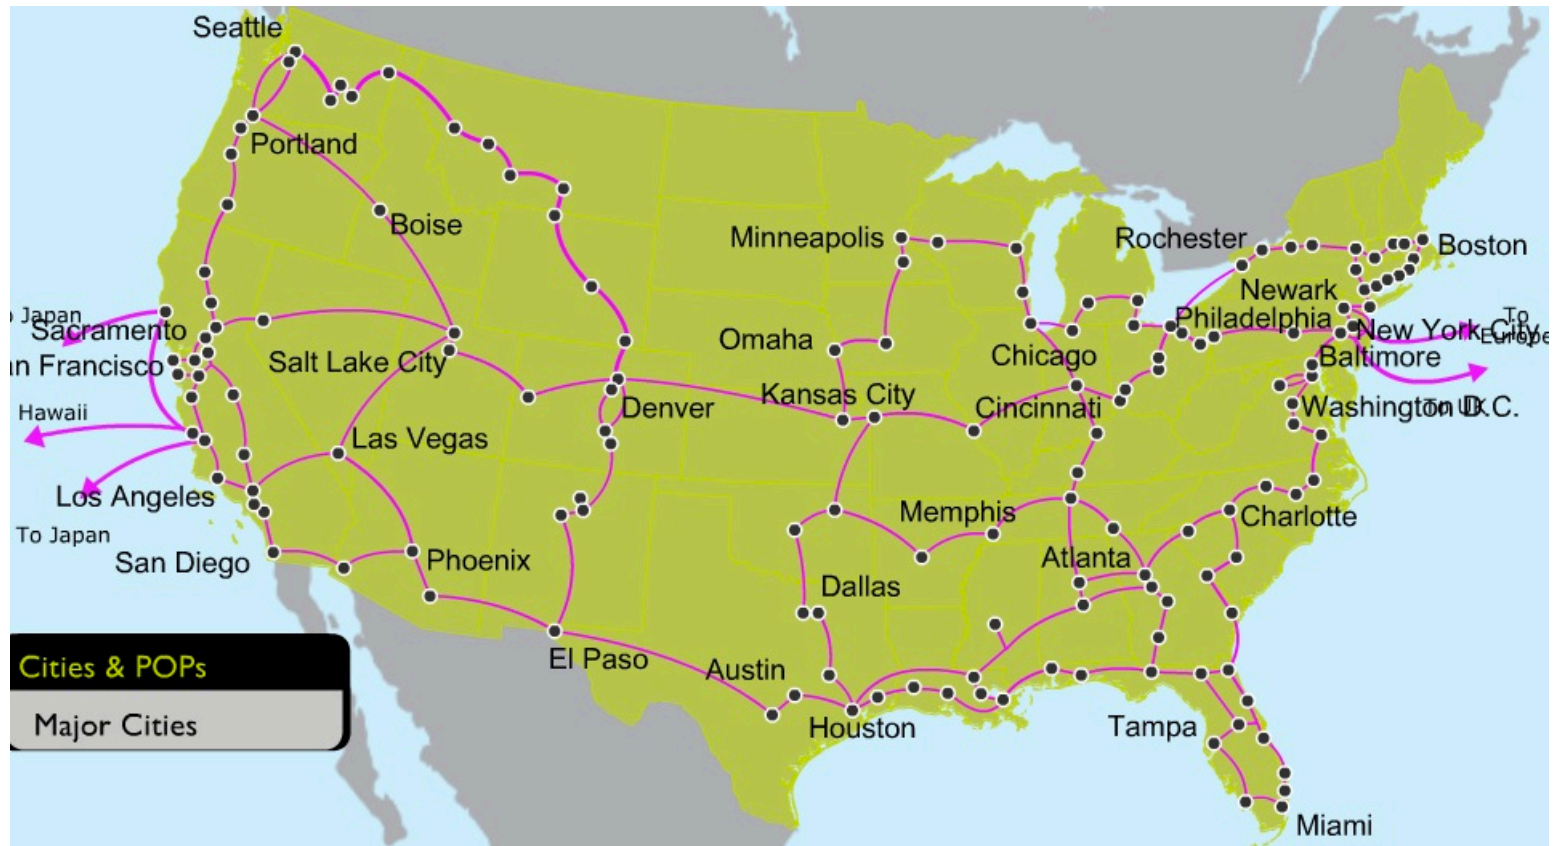 Seattle
Portland
Boise
Minneapolis
Rochester
Boston
Newark
Japan
Sacramento
Philadelphia
To
New York City
Europe
Omaha
Salt Lake City
Chicago
Baltimore
Francisco
Denver
Kansas City
Cincinnati
Hawaii
Washington D.C.
To UK
Las Vegas
Los Angeles
Memphis
Charlotte
To Japan
San Diego
Phoenix
Atlanta
Dallas
El Paso
Austin
Houston
Tampa
Miami
Cities & POPs
Major Cities